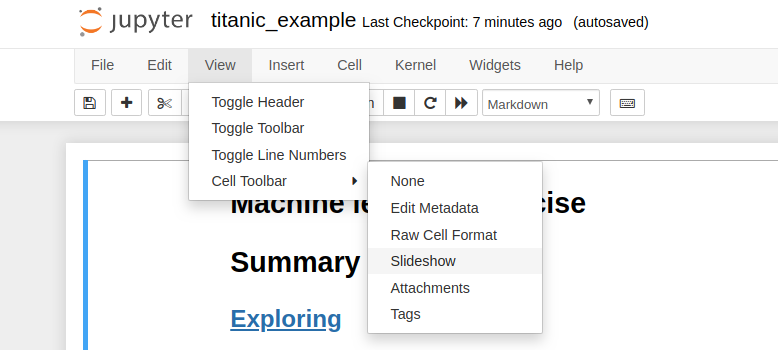 jupyter titanic_example Last Checkpoint: 7 minutes ago (autosaved)
File Edit View Insert Cell Kernel Widgets Help
Toggle Header
Toggle Toolbar
Toggle Line Numbers
Cell Toolbar
Markdown
None
Edit Metadata
Raw Cell Format
Slideshow
Attachments
Tags
Machine
Summary
Exploring